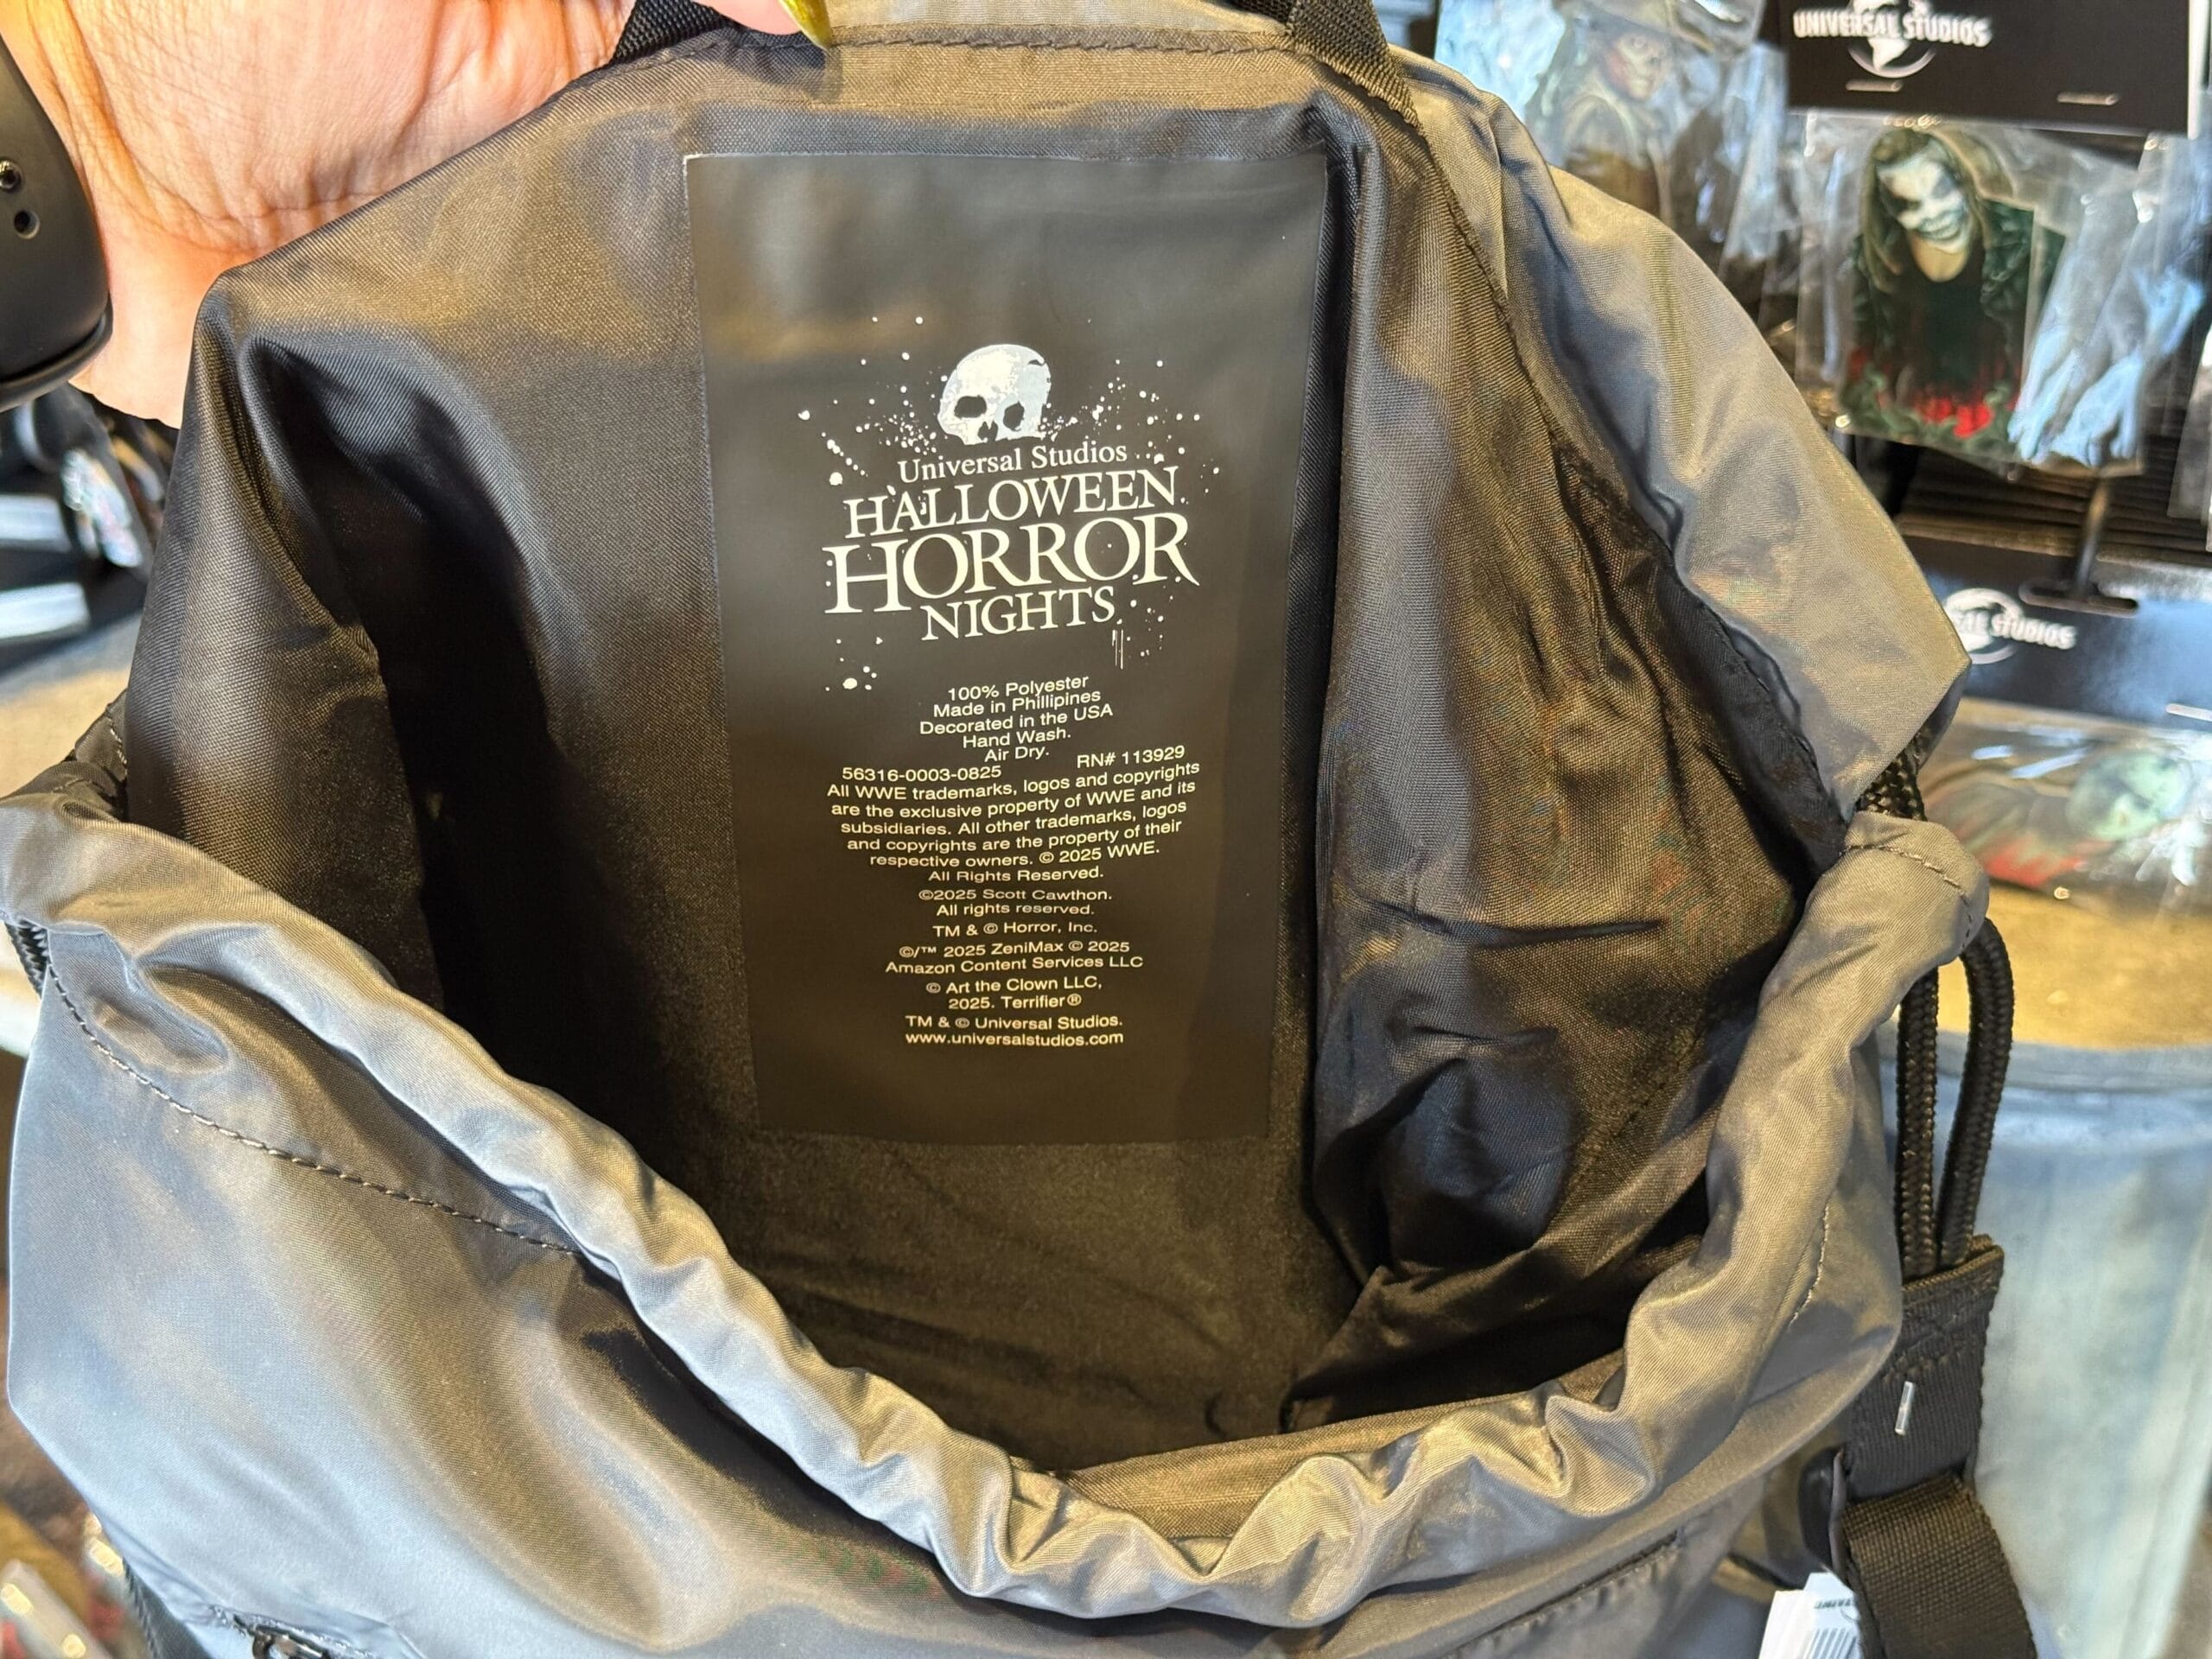 UNIVERSAL STUDIOS
Universal Studios
HALLOWEEN
HORROR
NIGHTS
100% Polyester
Made in Phillipines
Decorated in the USA
Hand Wash.
Air Dry.
56316-0003-0825 RN# 113929
All WWE trademarks, logos and copyrights
are the exclusive property of WWE and its
subsidiaries. All other trademarks, logos
and copyrights are the property of their
respective owners. © 2025 WWE.
All Rights Reserved.
©2025 Scott Cawthon.
All rights reserved.
TM & © Horror, Inc.
©/™ 2025 ZeniMax © 2025
Amazon Content Services LLC
© Art the Clown LLC,
2025. Terrifier®
TM & © Universal Studios.
www.universalstudios.com
STUDIOS